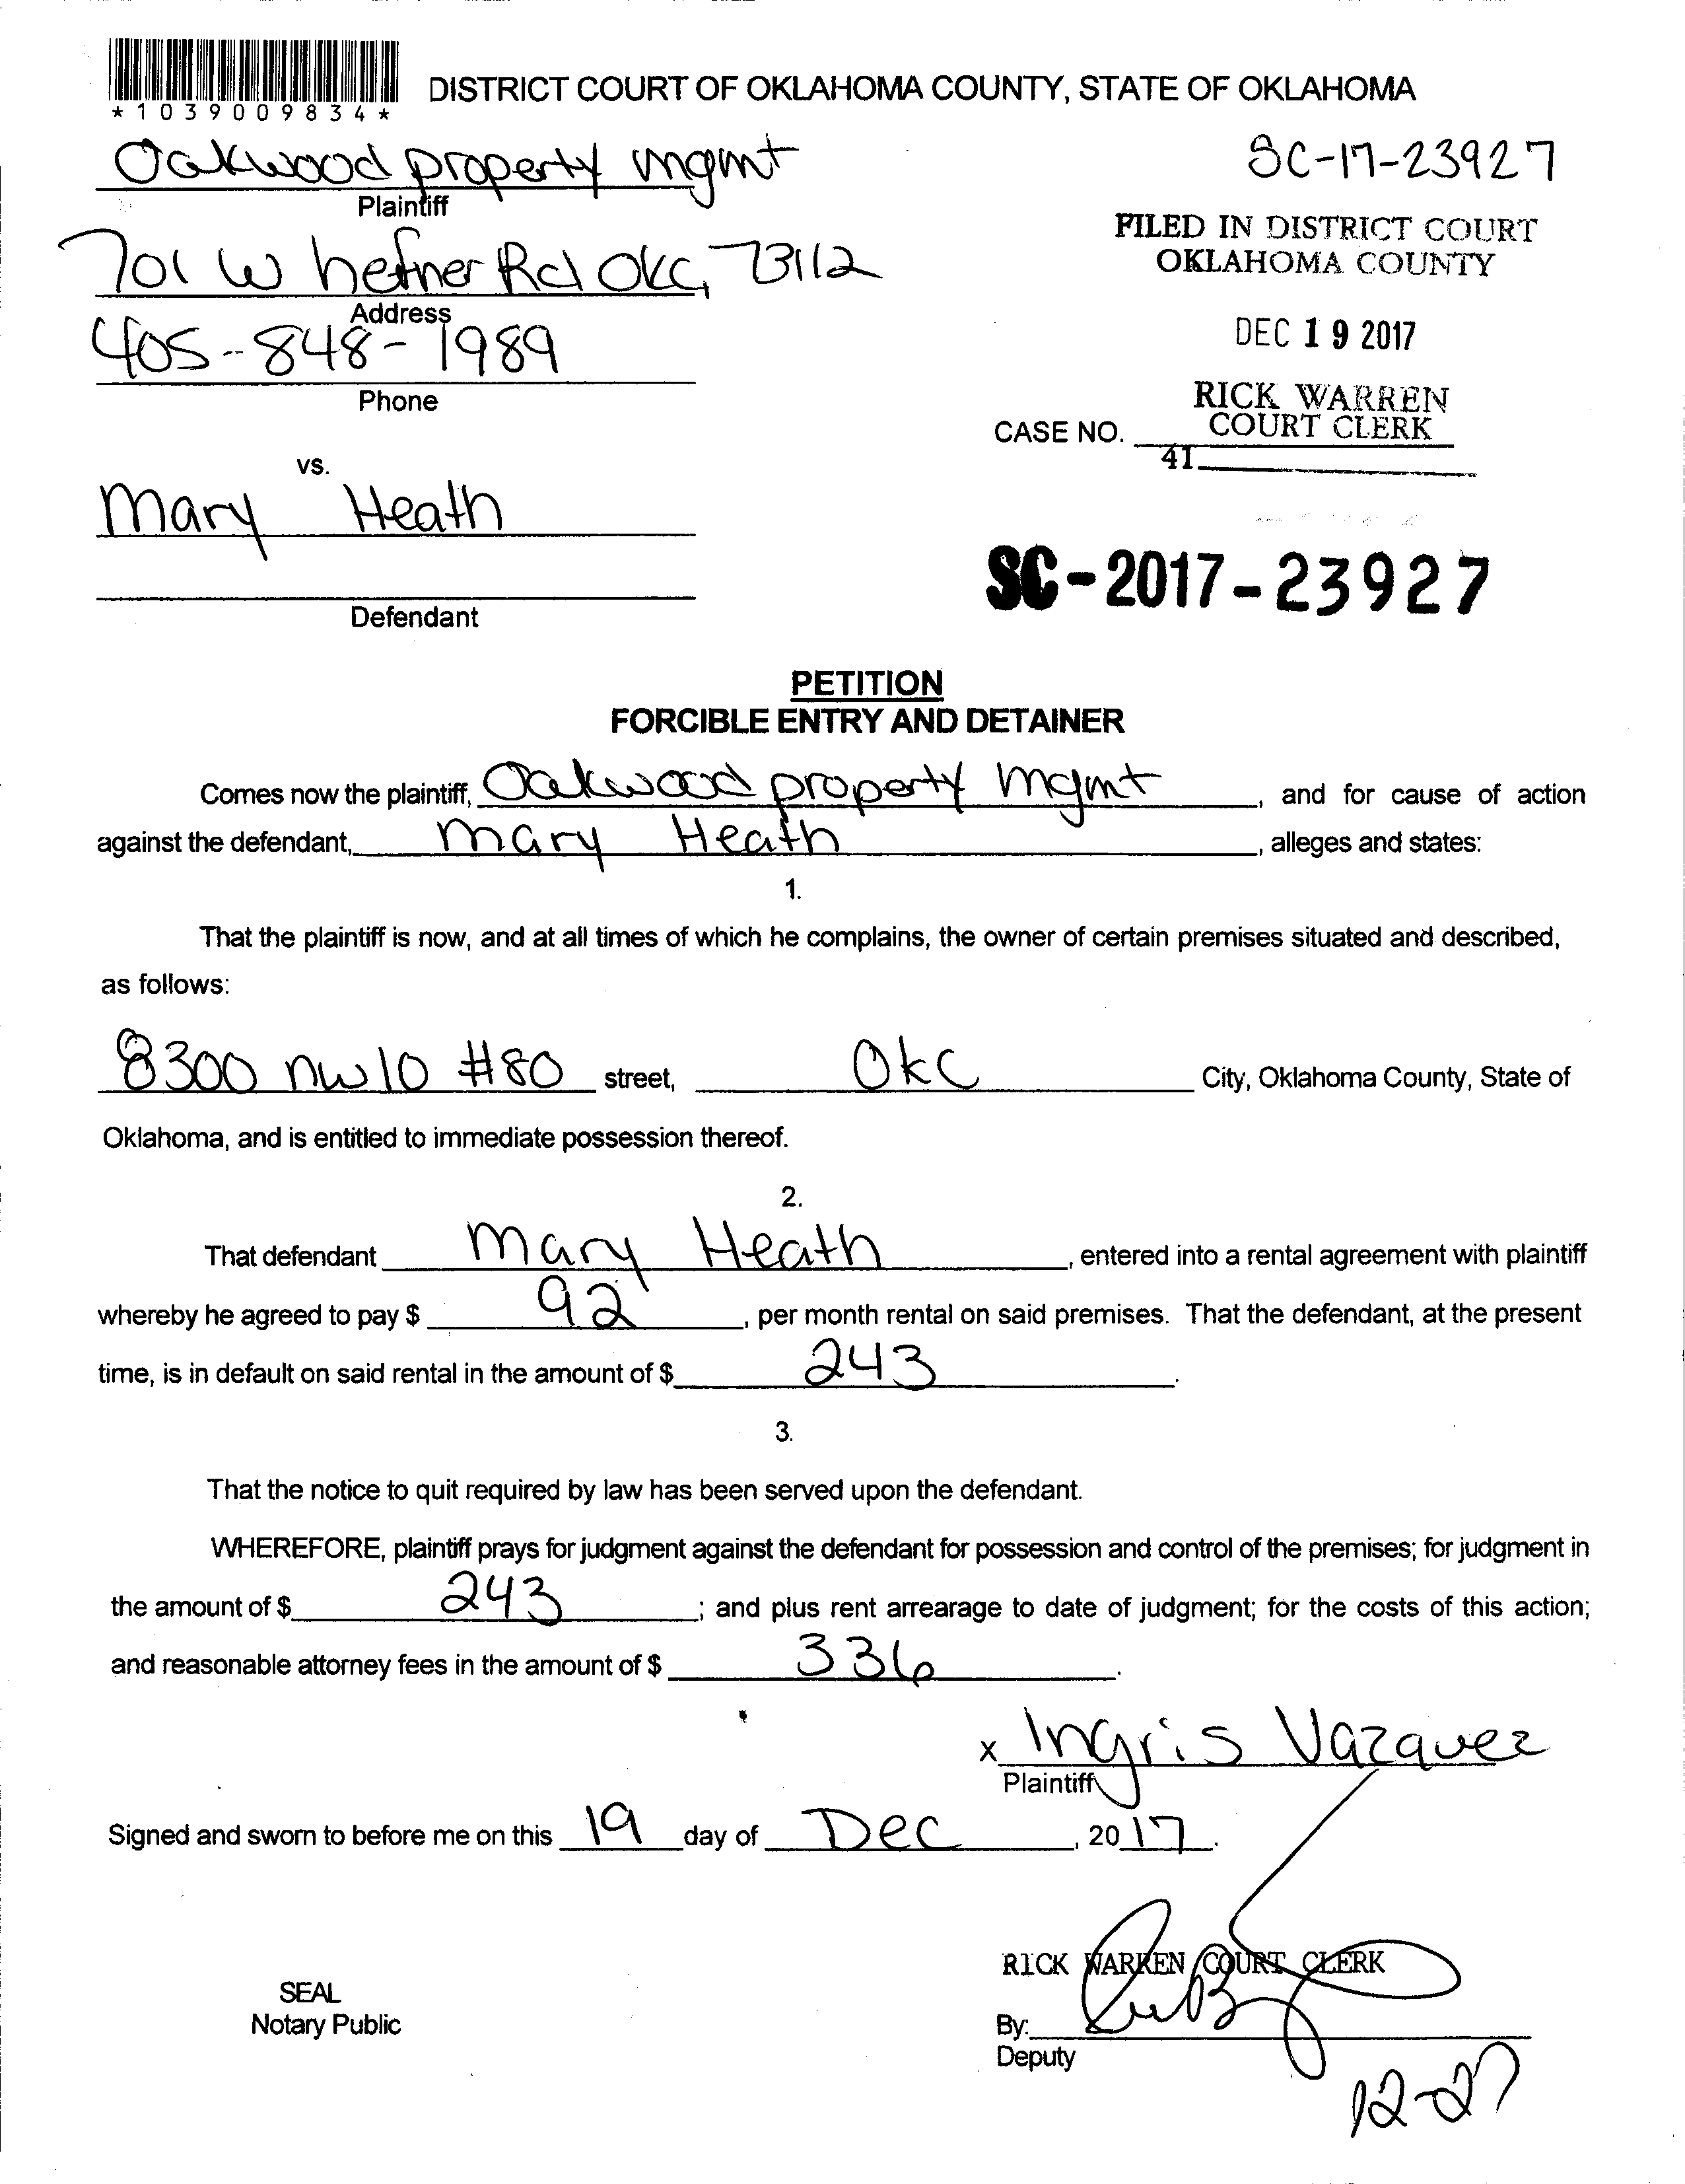 *1039009834*
DISTRICT COURT OF OKLAHOMA COUNTY, STATE OF OKLAHOMA
Oakwood property mgmt
Plaintiff
SC-17-23927
FILED IN DISTRICT COURT
OKLAHOMA COUNTY
701 W hefner Rd OKC, 73112
Address
DEC 19 2017
405-848-1989
Phone
RICK WARREN
COURT CLERK
CASE NO.
41
vs.
Mary Heath
Defendant
SC-2017-23927
PETITION
FORCIBLE ENTRY AND DETAINER
Comes now the plaintiff, Oakwood property mgmt, and for cause of action
against the defendant, Mary Heath, alleges and states:
1.
That the plaintiff is now, and at all times of which he complains, the owner of certain premises situated and described,
as follows:
8300 nw 10 #80 street, OKC City, Oklahoma County, State of
Oklahoma, and is entitled to immediate possession thereof.
2.
That defendant Mary Heath, entered into a rental agreement with plaintiff
whereby he agreed to pay $ 92, per month rental on said premises. That the defendant, at the present
time, is in default on said rental in the amount of $ 243.
3.
That the notice to quit required by law has been served upon the defendant.
WHEREFORE, plaintiff prays for judgment against the defendant for possession and control of the premises; for judgment in
the amount of $ 243; and plus rent arrearage to date of judgment; for the costs of this action;
and reasonable attorney fees in the amount of $ 336.
x Ingris Vazquez
Plaintiff
Signed and sworn to before me on this 19 day of Dec, 2017.
RICK WARREN COURT CLERK
SEAL
Notary Public
By:
Deputy
12-27